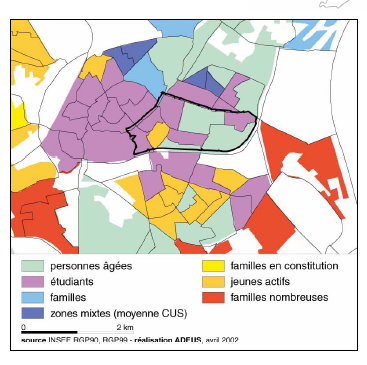 personnes âgées
étudiants
familles
zones mixtes (moyenne CUS)
familles en constitution
jeunes actifs
familles nombreuses
0 2 km
source INSEE RGP90, RGP99 - réalisation ADEUS, avril 2002